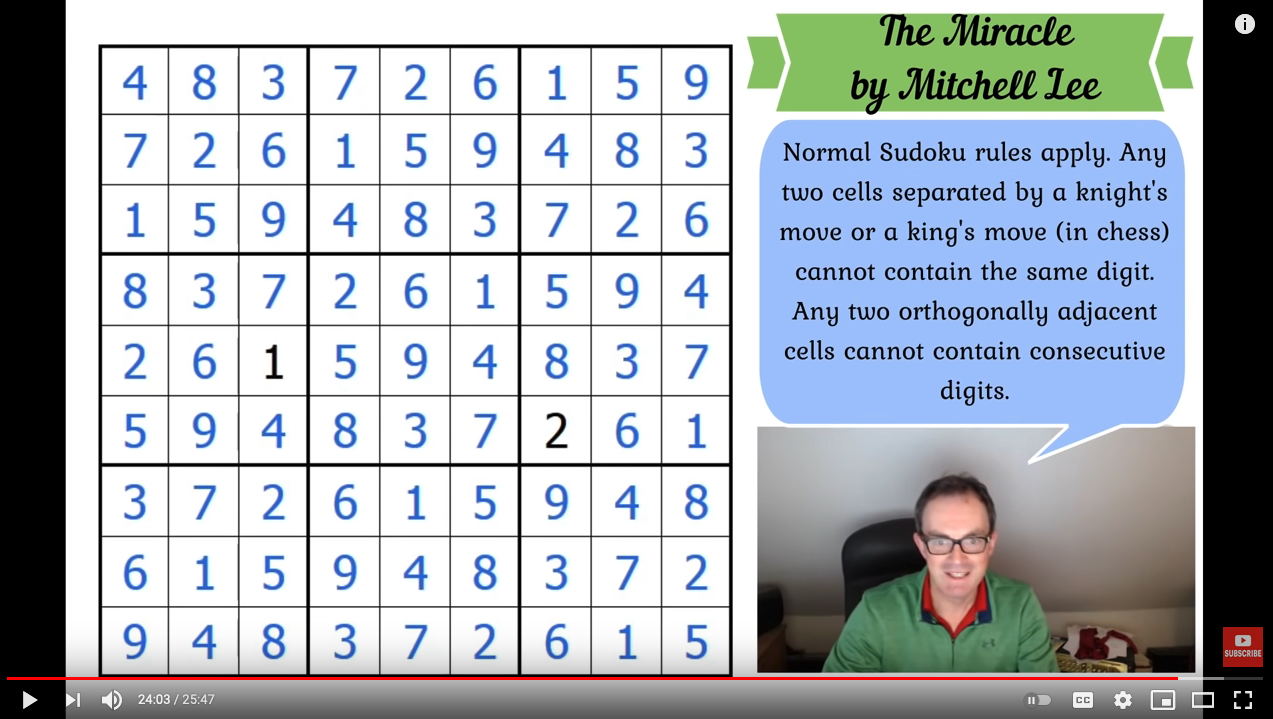 The Miracle
by Mitchell Lee
4 8 3 7 2 6 1 5 9
7 2 6 1 5 9 4 8 3
1 5 9 4 8 3 7 2 6
8 3 7 2 6 1 5 9 4
2 6 1 5 9 4 8 3 7
5 9 4 8 3 7 2 6 1
3 7 2 6 1 5 9 4 8
6 1 5 9 4 8 3 7 2
9 4 8 3 7 2 6 1 5
Normal Sudoku rules apply. Any
two cells separated by a knight's
move or a king's move (in chess)
cannot contain the same digit.
Any two orthogonally adjacent
cells cannot contain consecutive
digits.
SUBSCRIBE
24:03 / 25:47
CC